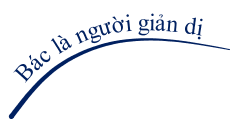 Bác là người giản dị